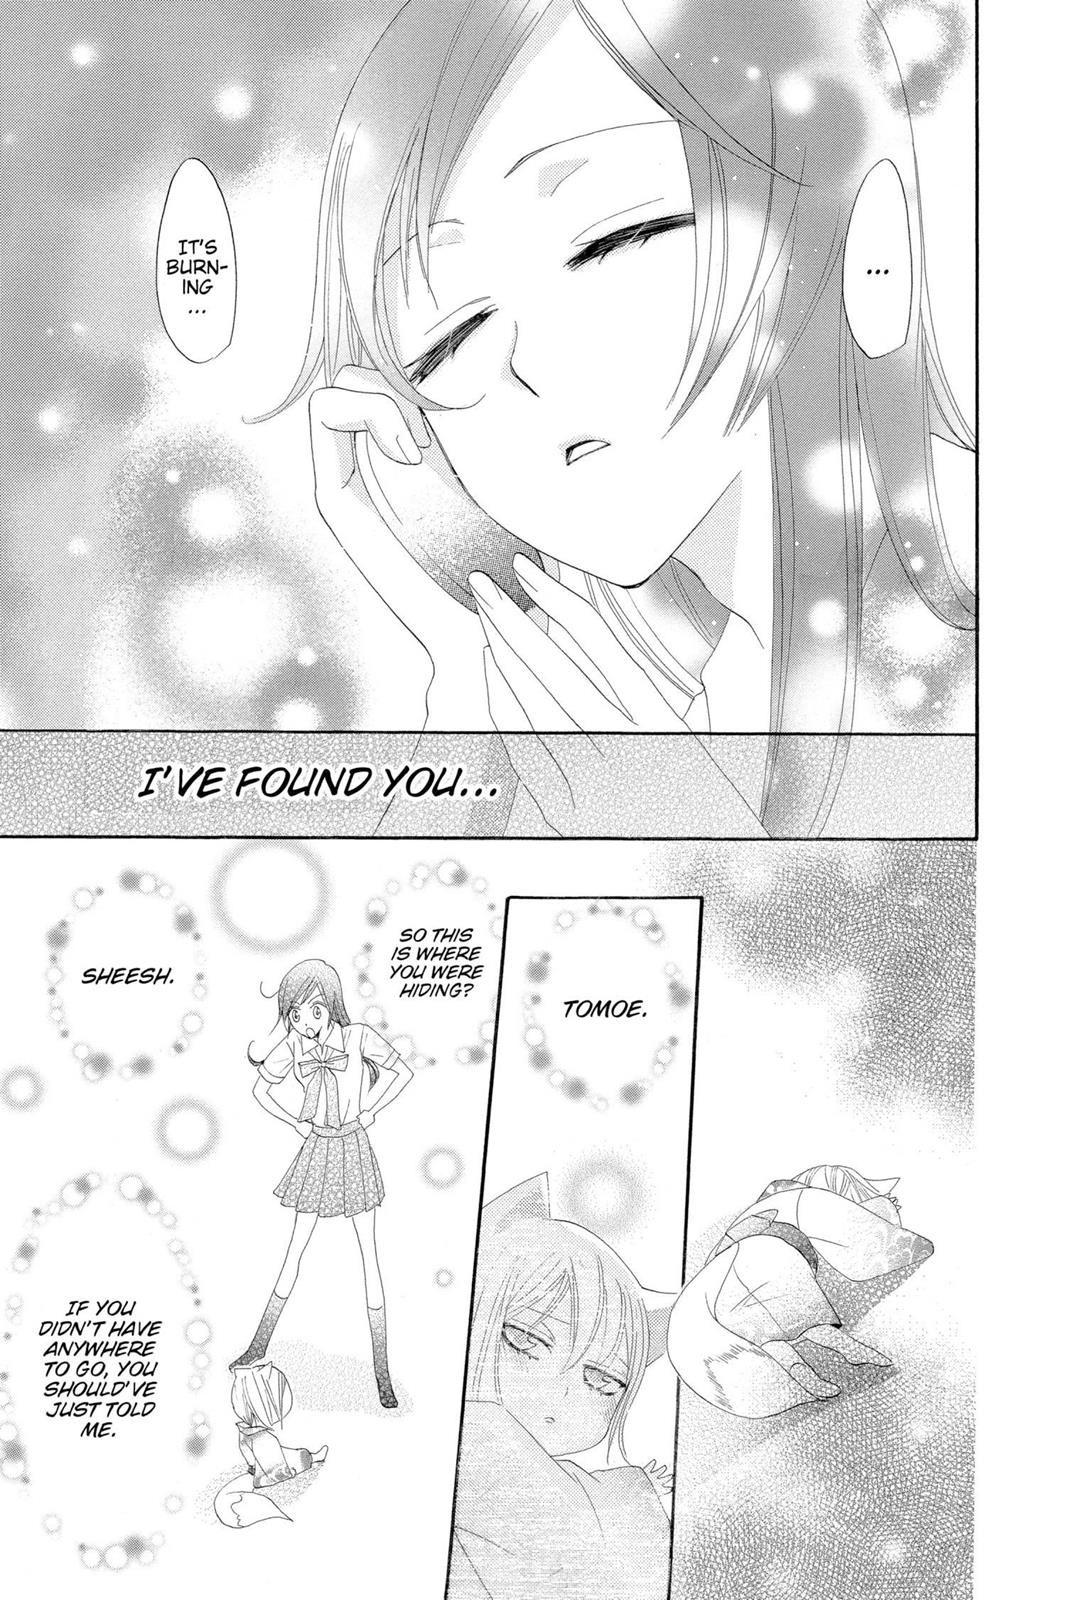 ...
IT'S
BURN-
ING
...
I'VE FOUND YOU...
TOMOE.
SO THIS
IS WHERE
YOU WERE
HIDING?
SHEESH.
IF YOU
DIDN'T HAVE
ANYWHERE
TO GO, YOU
SHOULD'VE
JUST TOLD
ME.